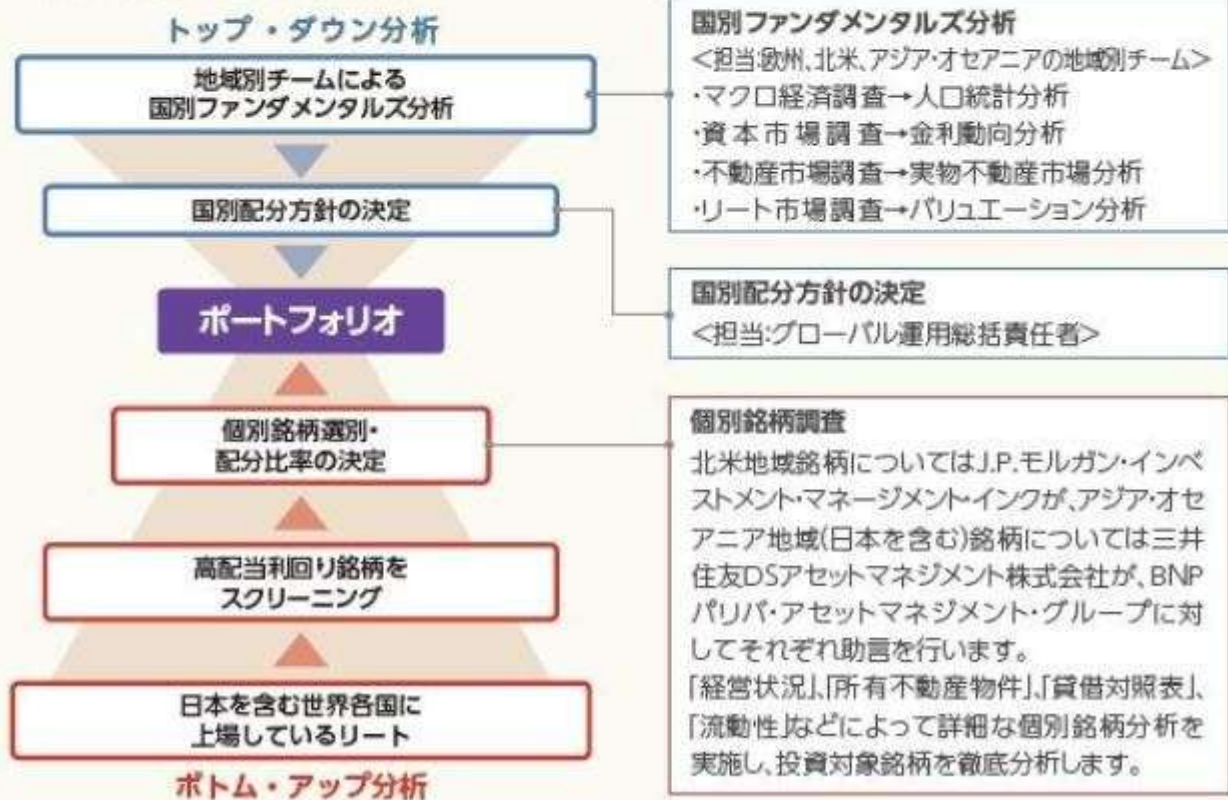 トップ・ダウン分析
地域別チームによる
国別ファンダメンタルズ分析
国別配分方針の決定
ポートフォリオ
個別銘柄選別・
配分比率の決定
高配当利回り銘柄を
スクリーニング
日本を含む世界各国に
上場しているリート
ボトム・アップ分析
国別ファンダメンタルズ分析
<担当:欧州、北米、アジア・オセアニアの地域別チーム>
・マクロ経済調査→人口統計分析
・資本市場調査→金利動向分析
・不動産市場調査→実物不動産市場分析
・リート市場調査→バリュエーション分析
国別配分方針の決定
<担当:グローバル運用総括責任者>
個別銘柄調査
北米地域銘柄についてはJ.P.モルガン・インベ
ストメント・マネージメント・インクが、アジア・オセ
アニア地域(日本を含む)銘柄については三井
住友DSアセットマネジメント株式会社が、BNP
パリバ・アセットマネジメント・グループに対
してそれぞれ助言を行います。
「経営状況」、「所有不動産物件」、「貸借対照表」、
「流動性」などによって詳細な個別銘柄分析を
実施し、投資対象銘柄を徹底分析します。